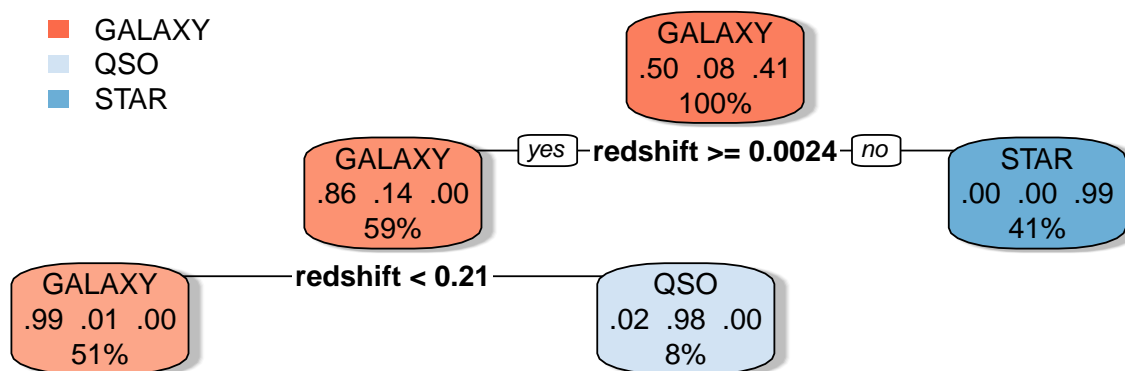 GALAXY
QSO
STAR
GALAXY
.50 .08 .41
100%
yes redshift >= 0.0024 no
GALAXY
.86 .14 .00
59%
STAR
.00 .00 .99
41%
redshift < 0.21
GALAXY
.99 .01 .00
51%
QSO
.02 .98 .00
8%